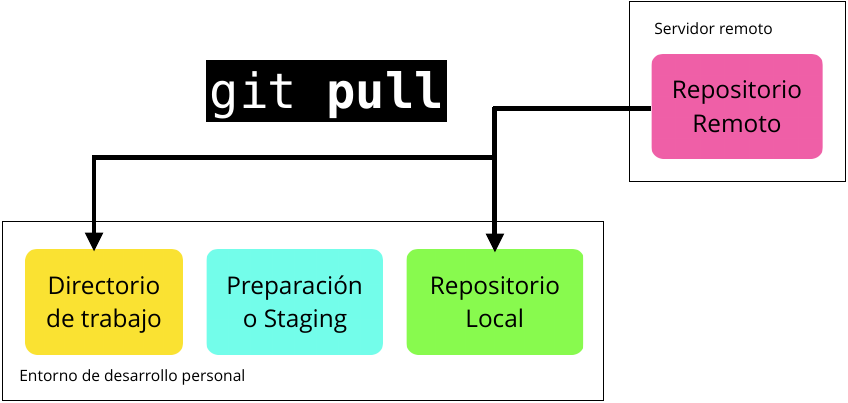 Servidor remoto
git pull
Repositorio
Remoto
Directorio
de trabajo
Preparación
o Staging
Repositorio
Local
Entorno de desarrollo personal